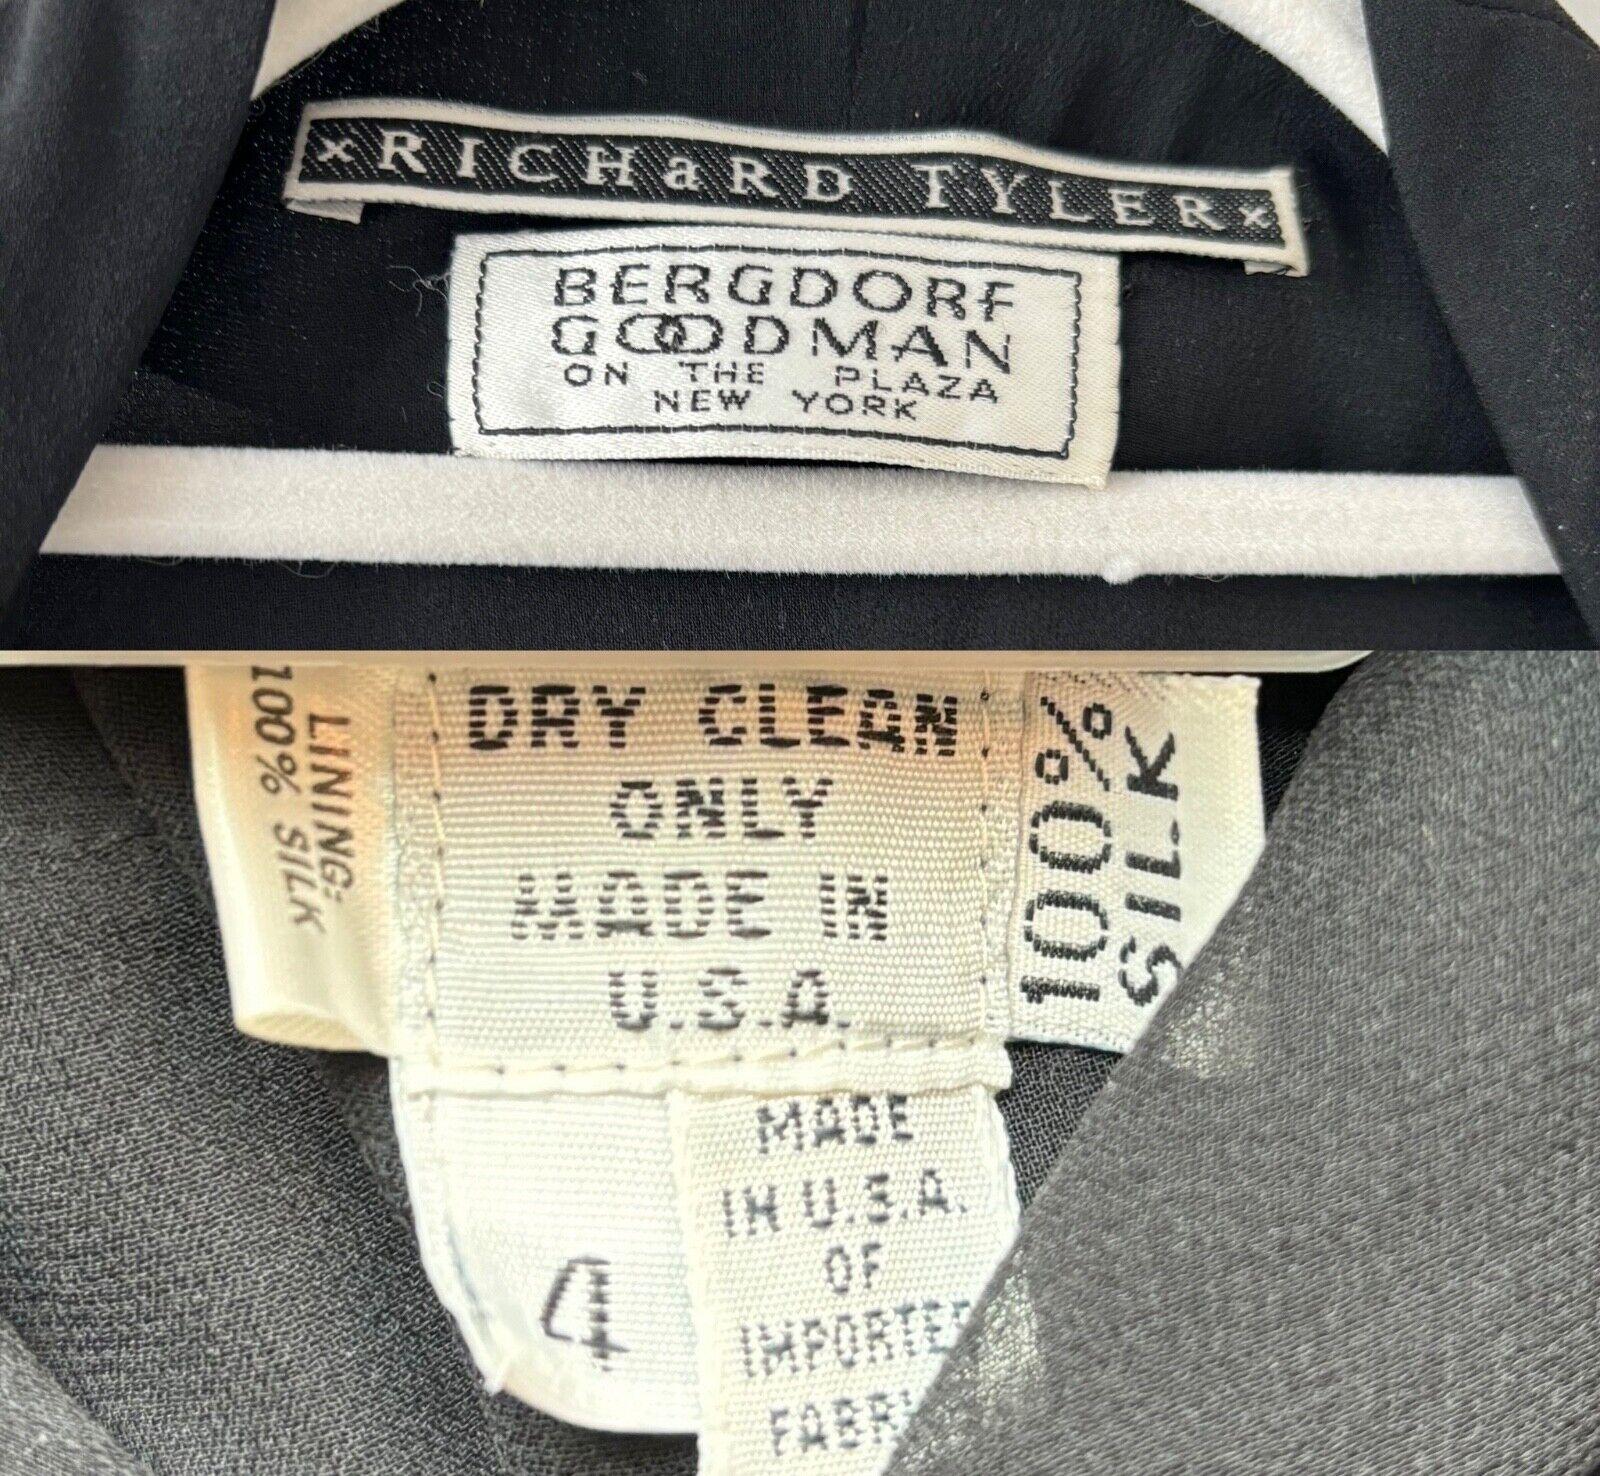 ×RICHaRD TYLER×
BERGDORF
GOODMAN
ON THE PLAZA
NEW YORK
LINING:
100% SILK
DRY CLEAN
ONLY
MADE IN
U.S.A.
100%
SILK
4
MADE
IN U.S.A.
OF